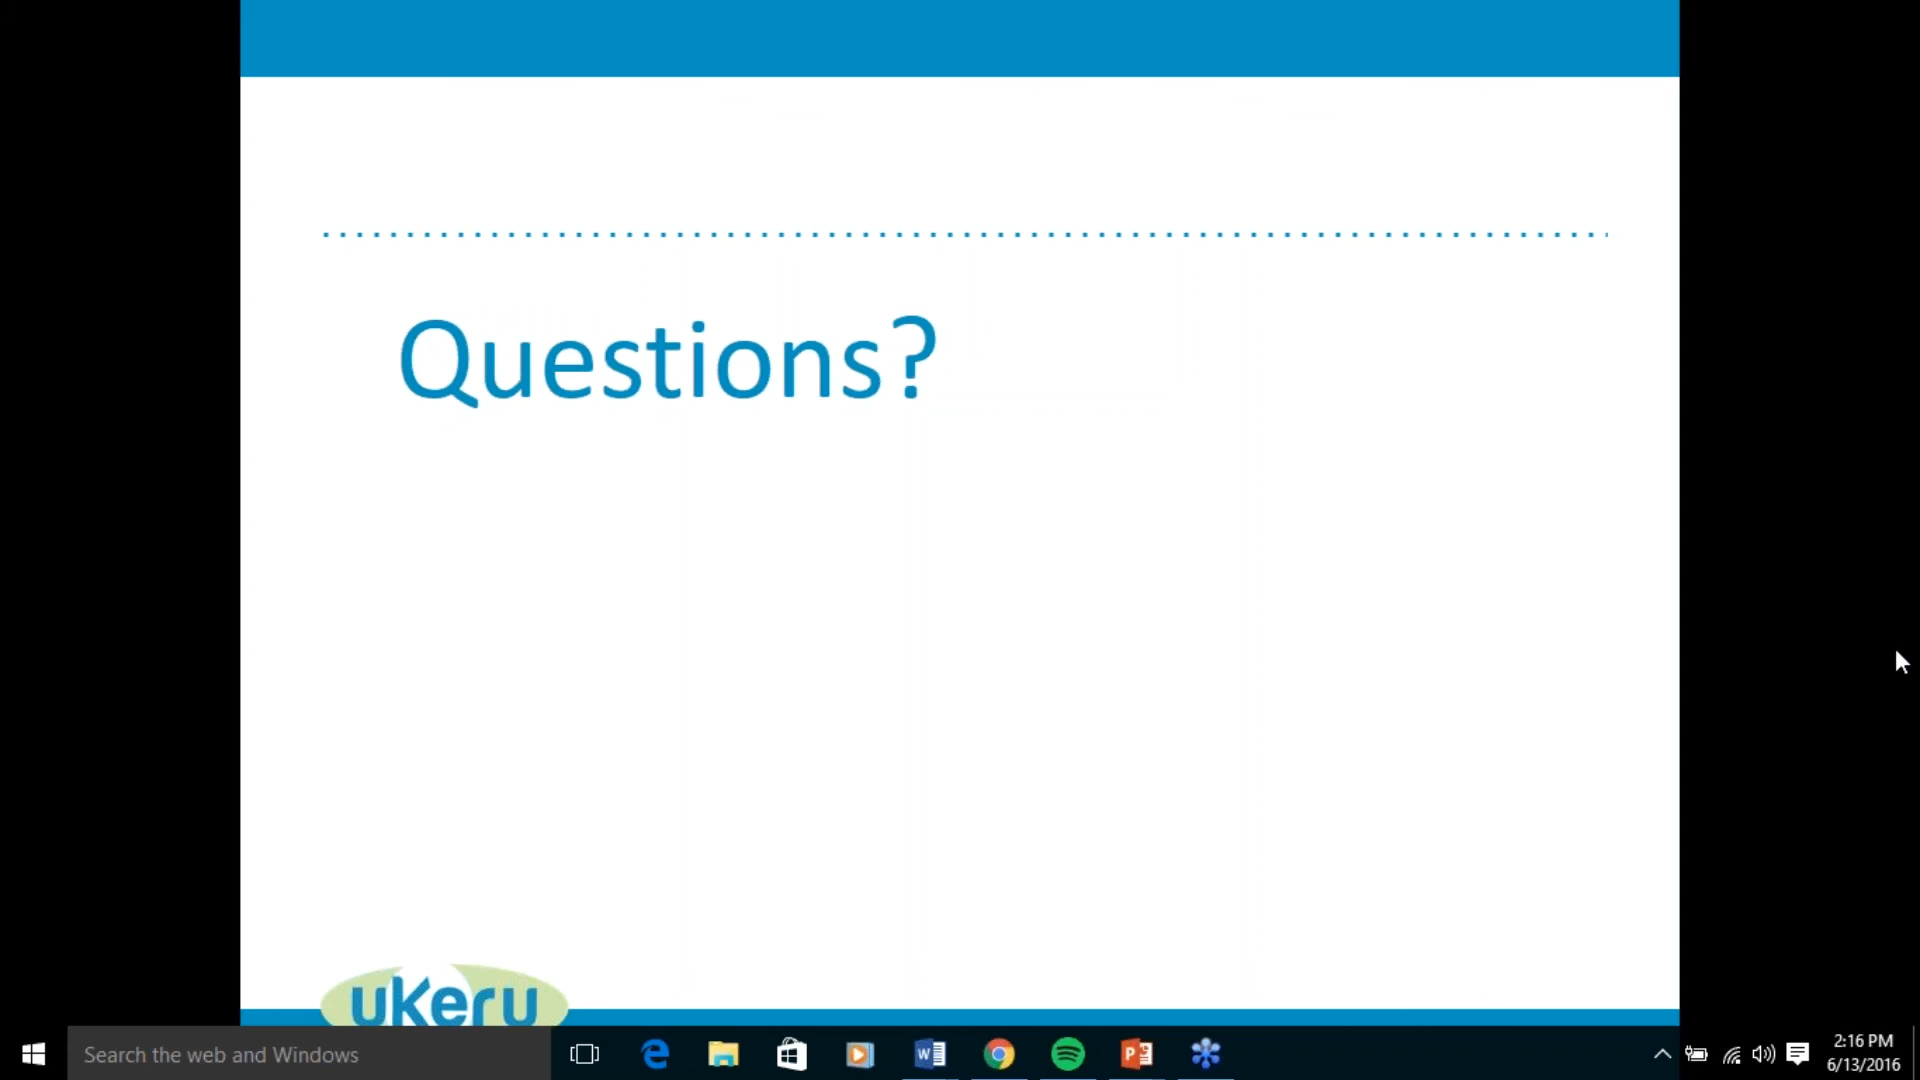 Questions?
ukeru
Search the web and Windows
2:16 PM
6/13/2016